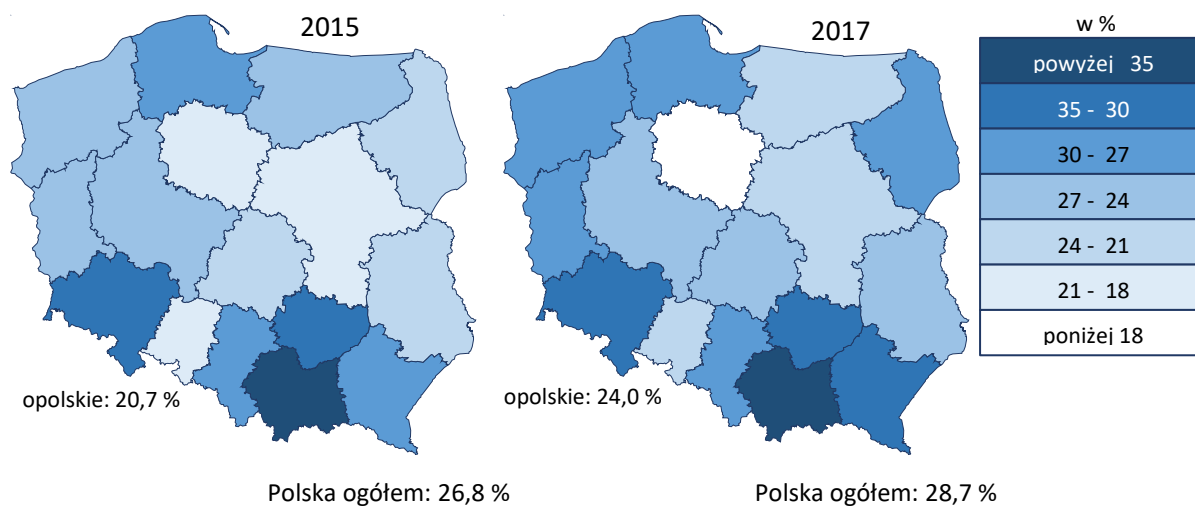 2015
2017
w %
powyżej 35
35 - 30
30 - 27
27 - 24
24 - 21
21 - 18
poniżej 18
opolskie: 20,7 %
opolskie: 24,0 %
Polska ogółem: 26,8 %
Polska ogółem: 28,7 %